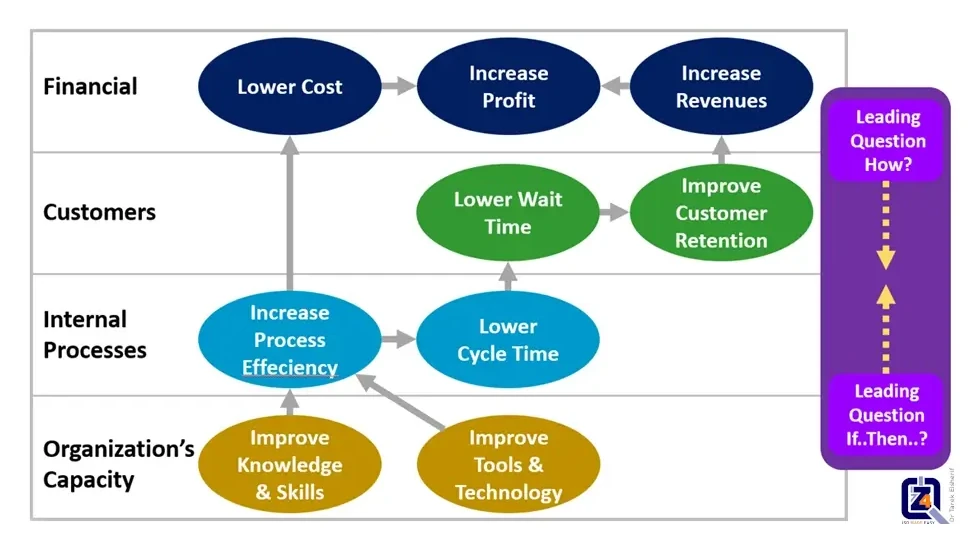 Financial
Lower Cost
Increase
Profit
Increase
Revenues
Customers
Lower Wait
Time
Improve
Customer
Retention
Internal
Processes
Increase
Process
Effeciency
Lower
Cycle Time
Organization's
Capacity
Improve
Knowledge
& Skills
Improve
Tools &
Technology
Leading
Question
How?
Leading
Question
If..Then..?
ISO MADE EASY
Dr Tarek Elsherif